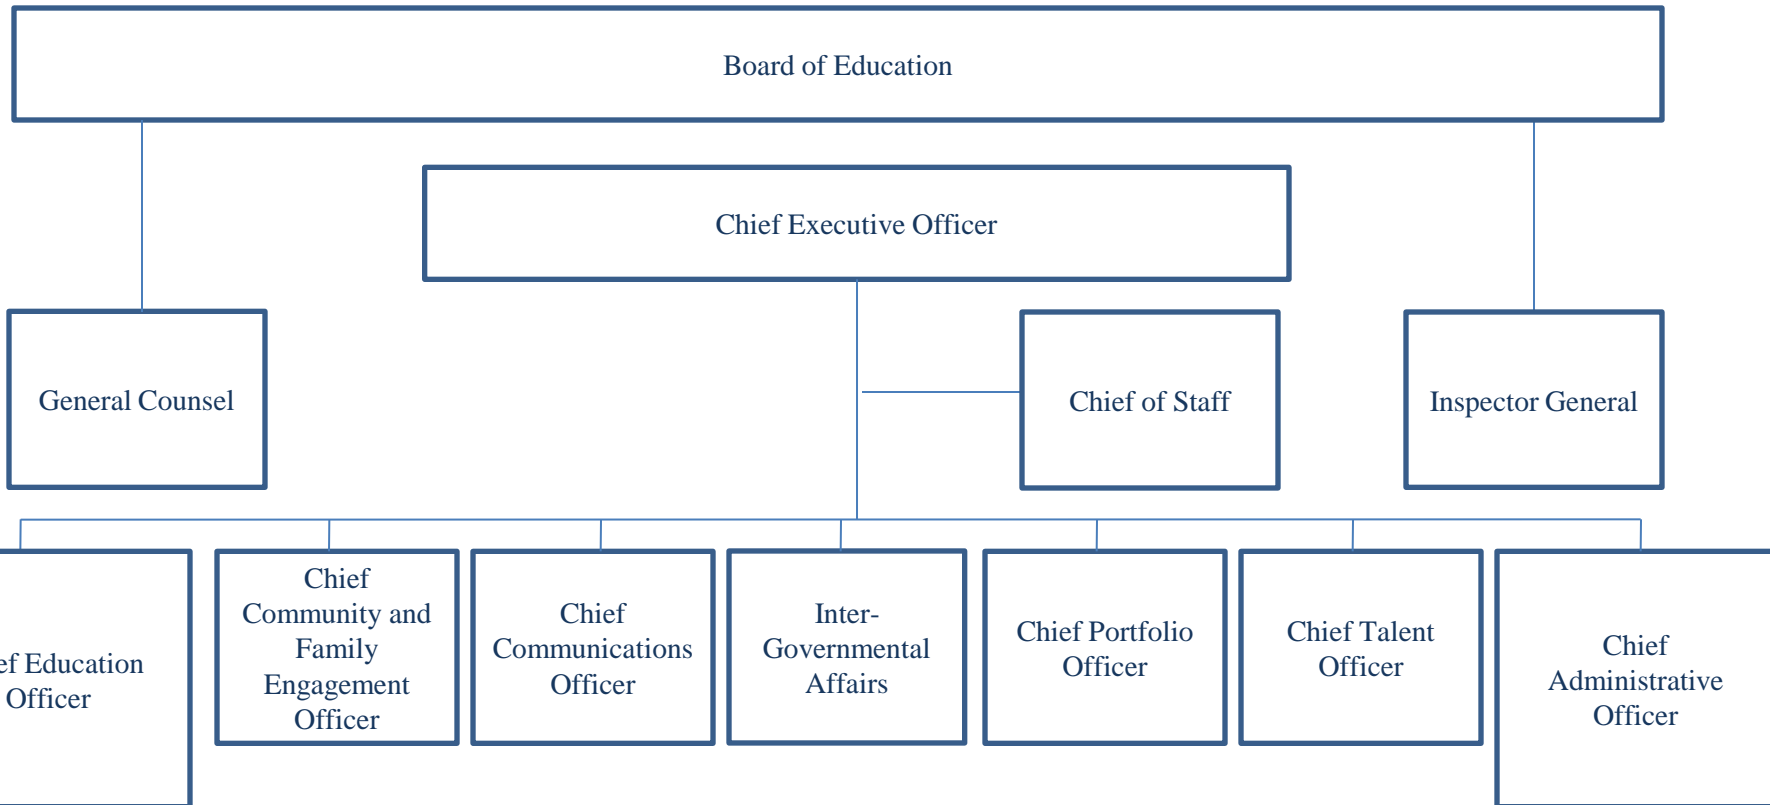 Board of Education
Chief Executive Officer
General Counsel
Chief of Staff
Inspector General
ef Education
Officer
Chief
Community and
Family
Engagement
Officer
Chief
Communications
Officer
Inter-
Governmental
Affairs
Chief Portfolio
Officer
Chief Talent
Officer
Chief
Administrative
Officer